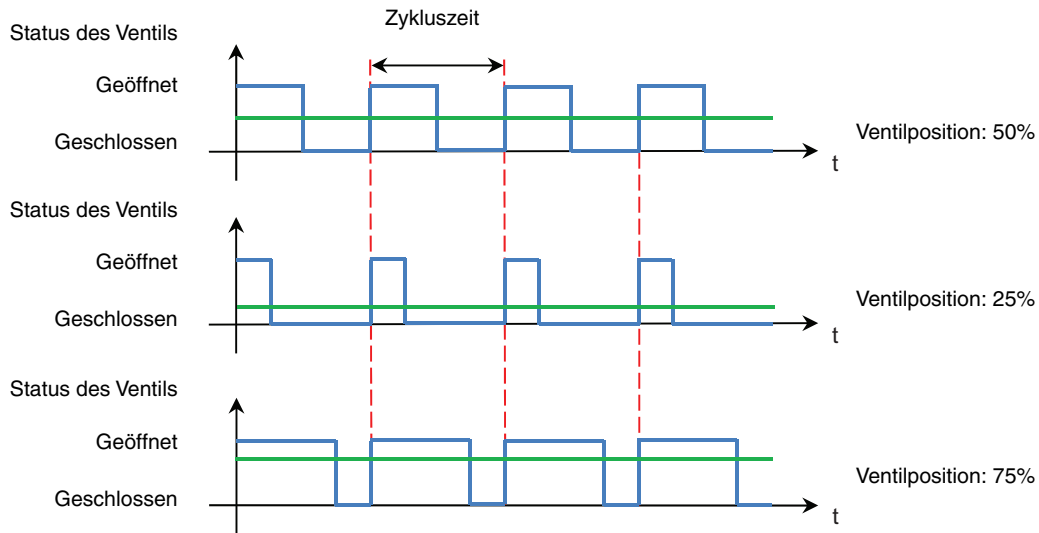 Zykluszeit
Status des Ventils
Geöffnet
Geschlossen
Ventilposition: 50%
t
Status des Ventils
Geöffnet
Geschlossen
Ventilposition: 25%
t
Status des Ventils
Geöffnet
Geschlossen
Ventilposition: 75%
t